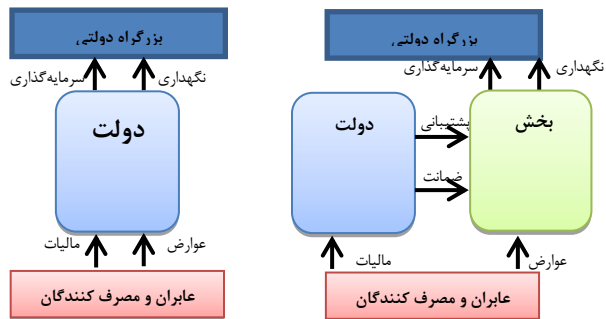 بزرگراه دولتی
سرمایه‌گذاری
نگهداری
دولت
مالیات
عوارض
عابران و مصرف کنندگان
بزرگراه دولتی
سرمایه‌گذاری
نگهداری
دولت
پشتیبانی
ضمانت
بخش
مالیات
عوارض
عابران و مصرف کنندگان